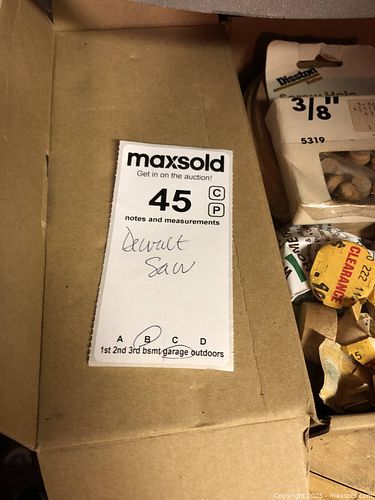 maxsold
Get in on the auction!
45
C
P
notes and measurements
Dewalt
Saw
A B C D
1st 2nd 3rd bsmt garage outdoors
Disston
3/8"
5319
CLEARANCE
222
Copyright 2025 - maxsold